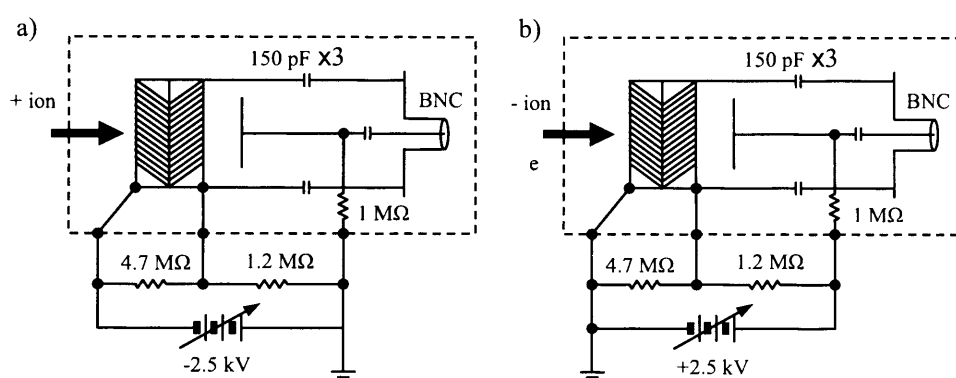 a)
150 pF x3
+ ion
BNC
1 MΩ
4.7 MΩ
1.2 MΩ
-2.5 kV
b)
150 pF x3
- ion
e
BNC
1 MΩ
4.7 MΩ
1.2 MΩ
+2.5 kV